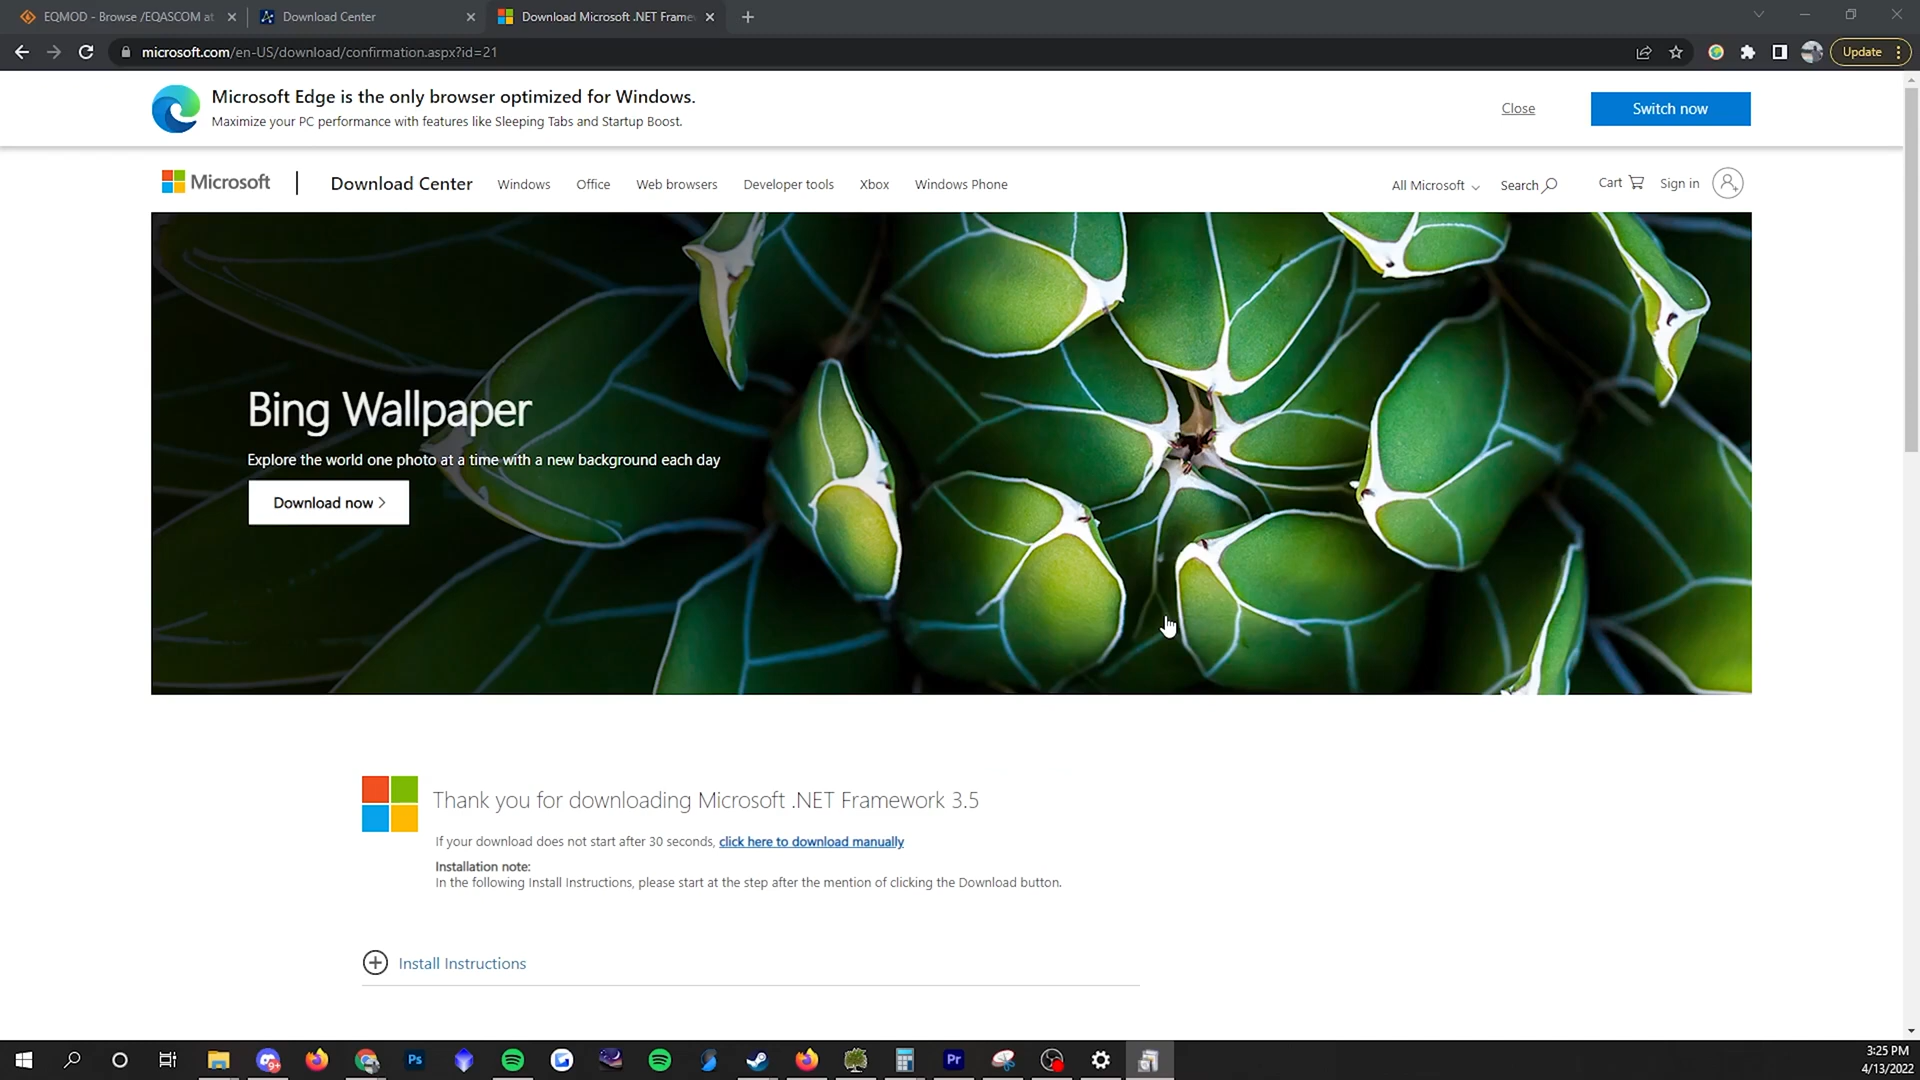 EQMOD - Browse /EQASCOM at
Download Center
Download Microsoft .NET Frame
microsoft.com/en-US/download/confirmation.aspx?id=21
Update
Microsoft Edge is the only browser optimized for Windows.
Maximize your PC performance with features like Sleeping Tabs and Startup Boost.
Close
Switch now
Microsoft
Download Center
Windows
Office
Web browsers
Developer tools
Xbox
Windows Phone
All Microsoft
Search
Cart
Sign in
Bing Wallpaper
Explore the world one photo at a time with a new background each day
Download now >
Thank you for downloading Microsoft .NET Framework 3.5
If your download does not start after 30 seconds, click here to download manually
Installation note:
In the following Install Instructions, please start at the step after the mention of clicking the Download button.
Install Instructions
Ps
Pr
3:25 PM
4/13/2022